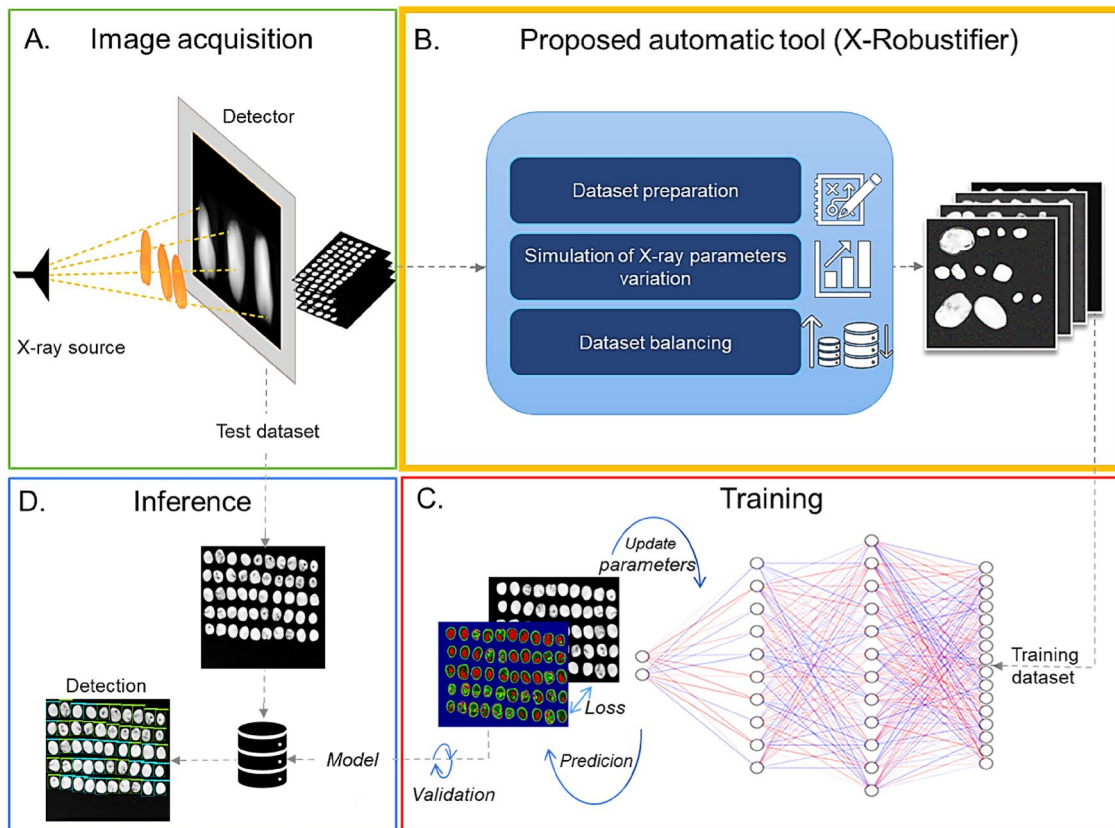 A. Image acquisition
Detector
X-ray source
Test dataset
B. Proposed automatic tool (X-Robustifier)
Dataset preparation
Simulation of X-ray parameters
variation
Dataset balancing
D. Inference
Detection
C. Training
Update
parameters
Loss
Predicion
Model
Validation
Training
dataset